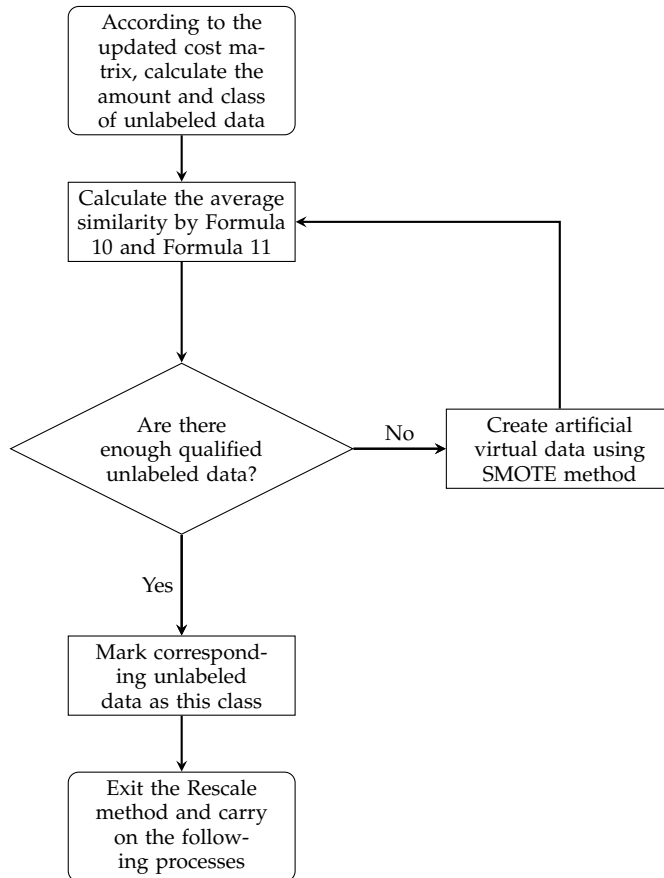 According to the
updated cost ma-
trix, calculate the
amount and class
of unlabeled data
Calculate the average
similarity by Formula
10 and Formula 11
Are there
enough qualified
unlabeled data?
No
Create artificial
virtual data using
SMOTE method
Yes
Mark correspond-
ing unlabeled
data as this class
Exit the Rescale
method and carry
on the follow-
ing processes